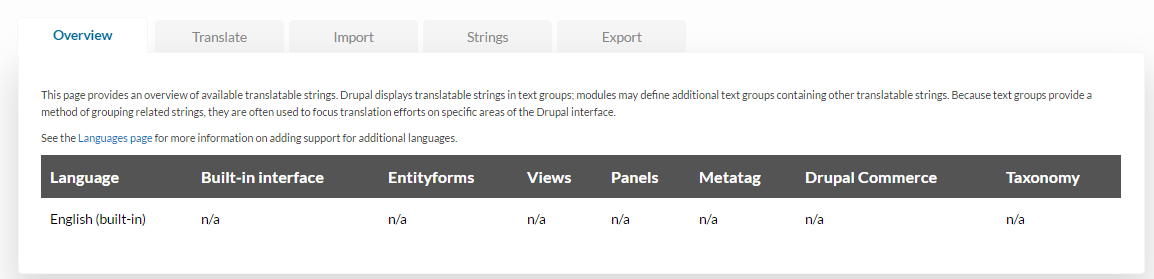 Overview Translate Import Strings Export
This page provides an overview of available translatable strings. Drupal displays translatable strings in text groups; modules may define additional text groups containing other translatable strings. Because text groups provide a
method of grouping related strings, they are often used to focus translation efforts on specific areas of the Drupal interface.
See the Languages page for more information on adding support for additional languages.
Language Built-in interface Entityforms Views Panels Metatag Drupal Commerce Taxonomy
English (built-in) n/a n/a n/a n/a n/a n/a n/a